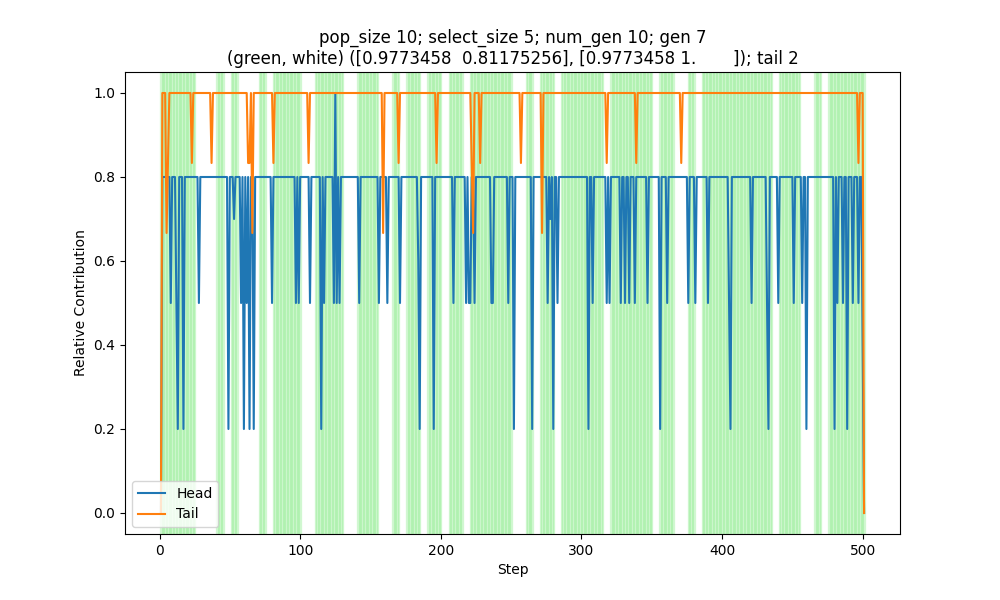 pop_size 10; select_size 5; num_gen 10; gen 7
(green, white) ([0.9773458  0.81175256], [0.9773458 1.       ]); tail 2
Relative Contribution
1.0
0.8
0.6
0.4
0.2
0.0
Head
Tail
0 100 200 300 400 500
Step